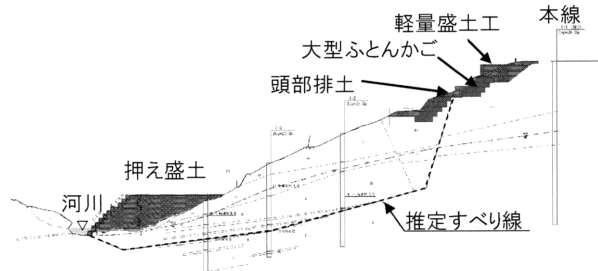 本線
軽量盛土工
大型ふとんかご
頭部排土
押え盛土
河川
推定すべり線